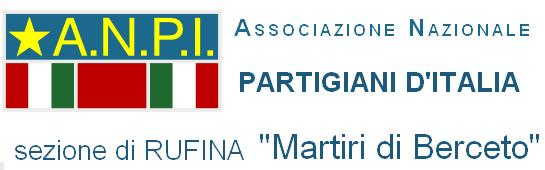 A.N.P.I.
Associazione Nazionale
PARTIGIANI D'ITALIA
sezione di RUFINA "Martiri di Berceto"